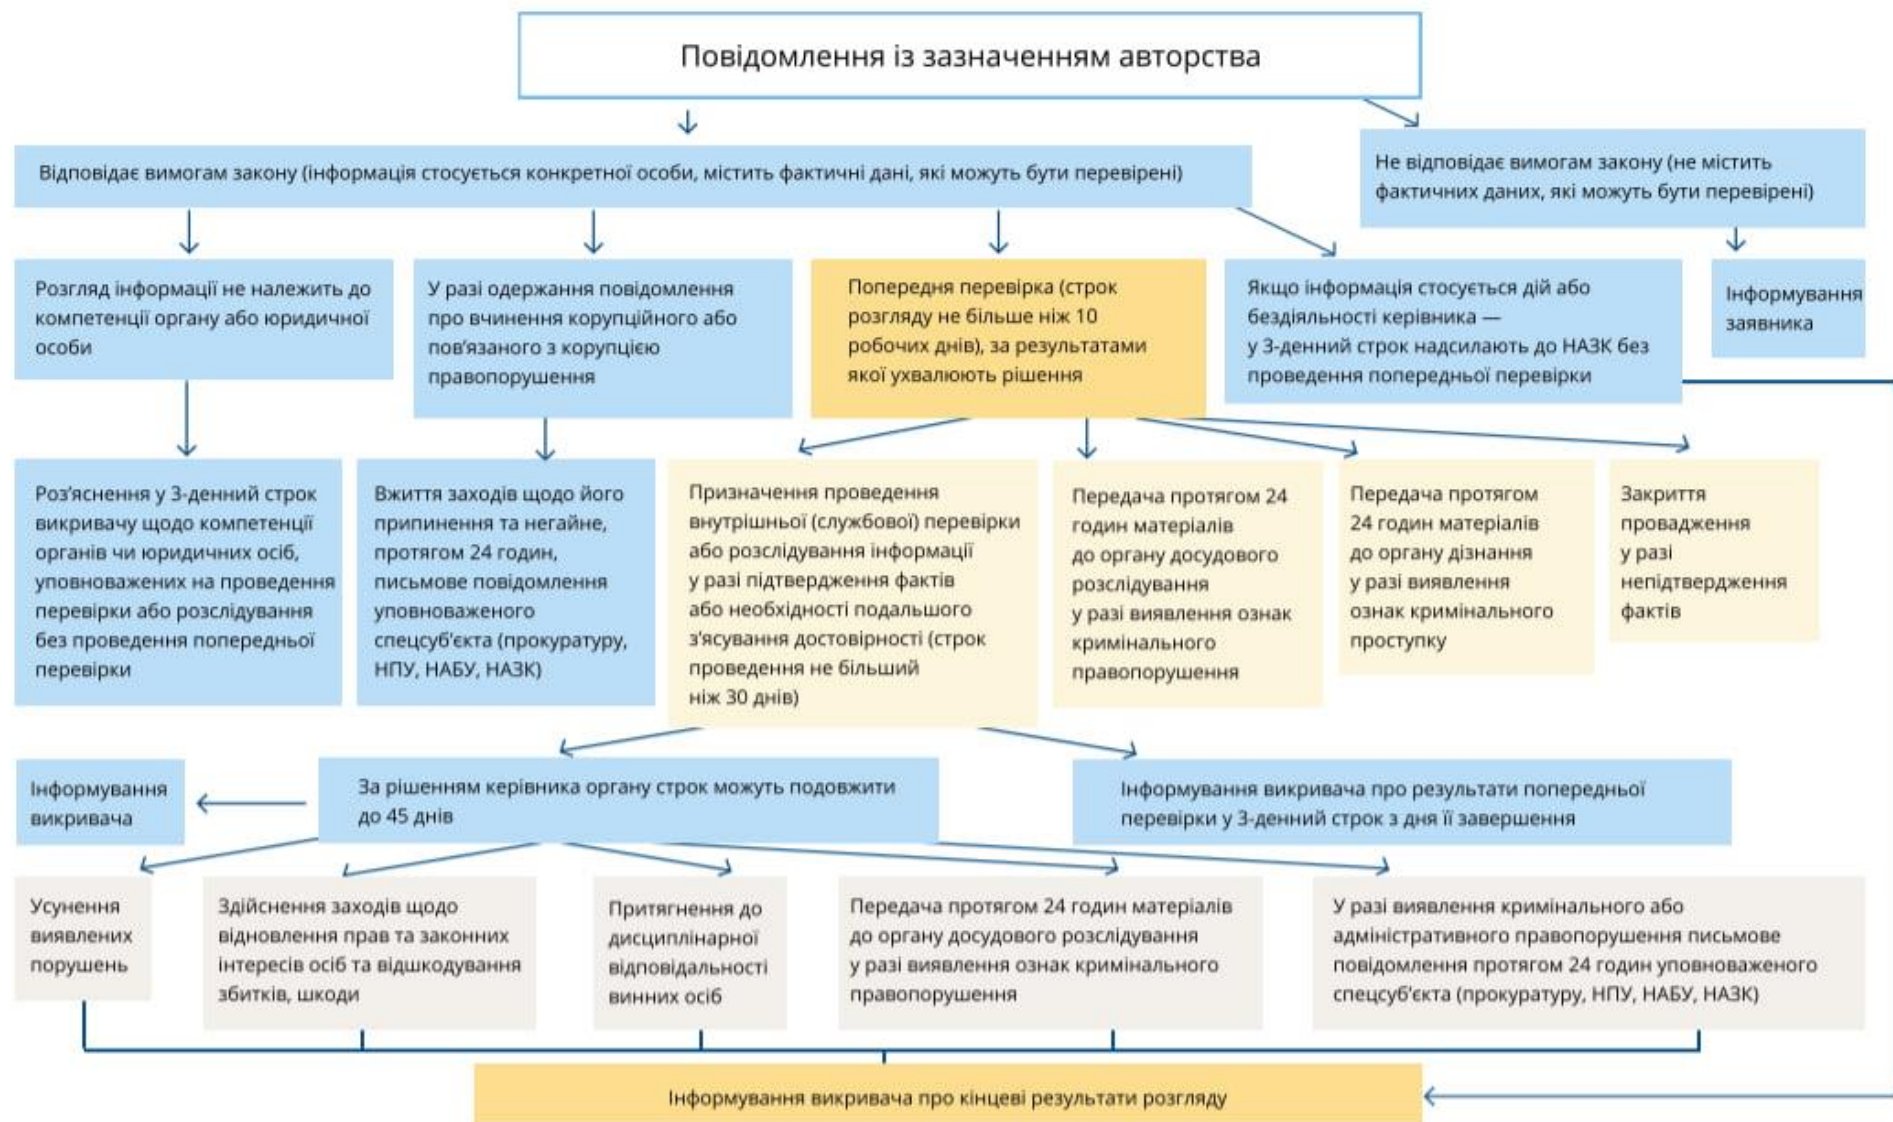 Повідомлення із зазначенням авторства
Відповідає вимогам закону (інформація стосується конкретної особи, містить фактичні дані, які можуть бути перевірені)
Не відповідає вимогам закону (не містить
фактичних даних, які можуть бути перевірені)
Розгляд інформації не належить до
компетенції органу або юридичної
особи
У разі одержання повідомлення
про вчинення корупційного або
пов'язаного з корупцією
правопорушення
Попередня перевірка (строк
розгляду не більше ніж 10
робочих днів), за результатами
якої ухвалюють рішення
Якщо інформація стосується дій або
бездіяльності керівника —
у 3-денний строк надсилають до НАЗК без
проведення попередньої перевірки
Інформування
заявника
Роз'яснення у 3-денний строк
викривачу щодо компетенції
органів чи юридичних осіб,
уповноважених на проведення
перевірки або розслідування
без проведення попередньої
перевірки
Вжиття заходів щодо його
припинення та негайне,
протягом 24 годин,
письмове повідомлення
уповноваженого
спецсуб'єкта (прокуратуру,
НПУ, НАБУ, НАЗК)
Призначення проведення
внутрішньої (службової) перевірки
або розслідування інформації
у разі підтвердження фактів
або необхідності подальшого
з'ясування достовірності (строк
проведення не більший
ніж 30 днів)
Передача протягом 24
годин матеріалів
до органу досудового
розслідування
у разі виявлення ознак
кримінального
правопорушення
Передача протягом
24 годин матеріалів
до органу дізнання
у разі виявлення
ознак кримінального
проступку
Закриття
провадження
у разі
непідтвердження
фактів
Інформування
викривача
За рішенням керівника органу строк можуть подовжити
до 45 днів
Інформування викривача про результати попередньої
перевірки у 3-денний строк з дня її завершення
Усунення
виявлених
порушень
Здійснення заходів щодо
відновлення прав та законних
інтересів осіб та відшкодування
збитків, шкоди
Притягнення до
дисциплінарної
відповідальності
винних осіб
Передача протягом 24 годин матеріалів
до органу досудового розслідування
у разі виявлення ознак кримінального
правопорушення
У разі виявлення кримінального або
адміністративного правопорушення письмове
повідомлення протягом 24 годин уповноваженого
спецсуб'єкта (прокуратуру, НПУ, НАБУ, НАЗК)
Інформування викривача про кінцеві результати розгляду